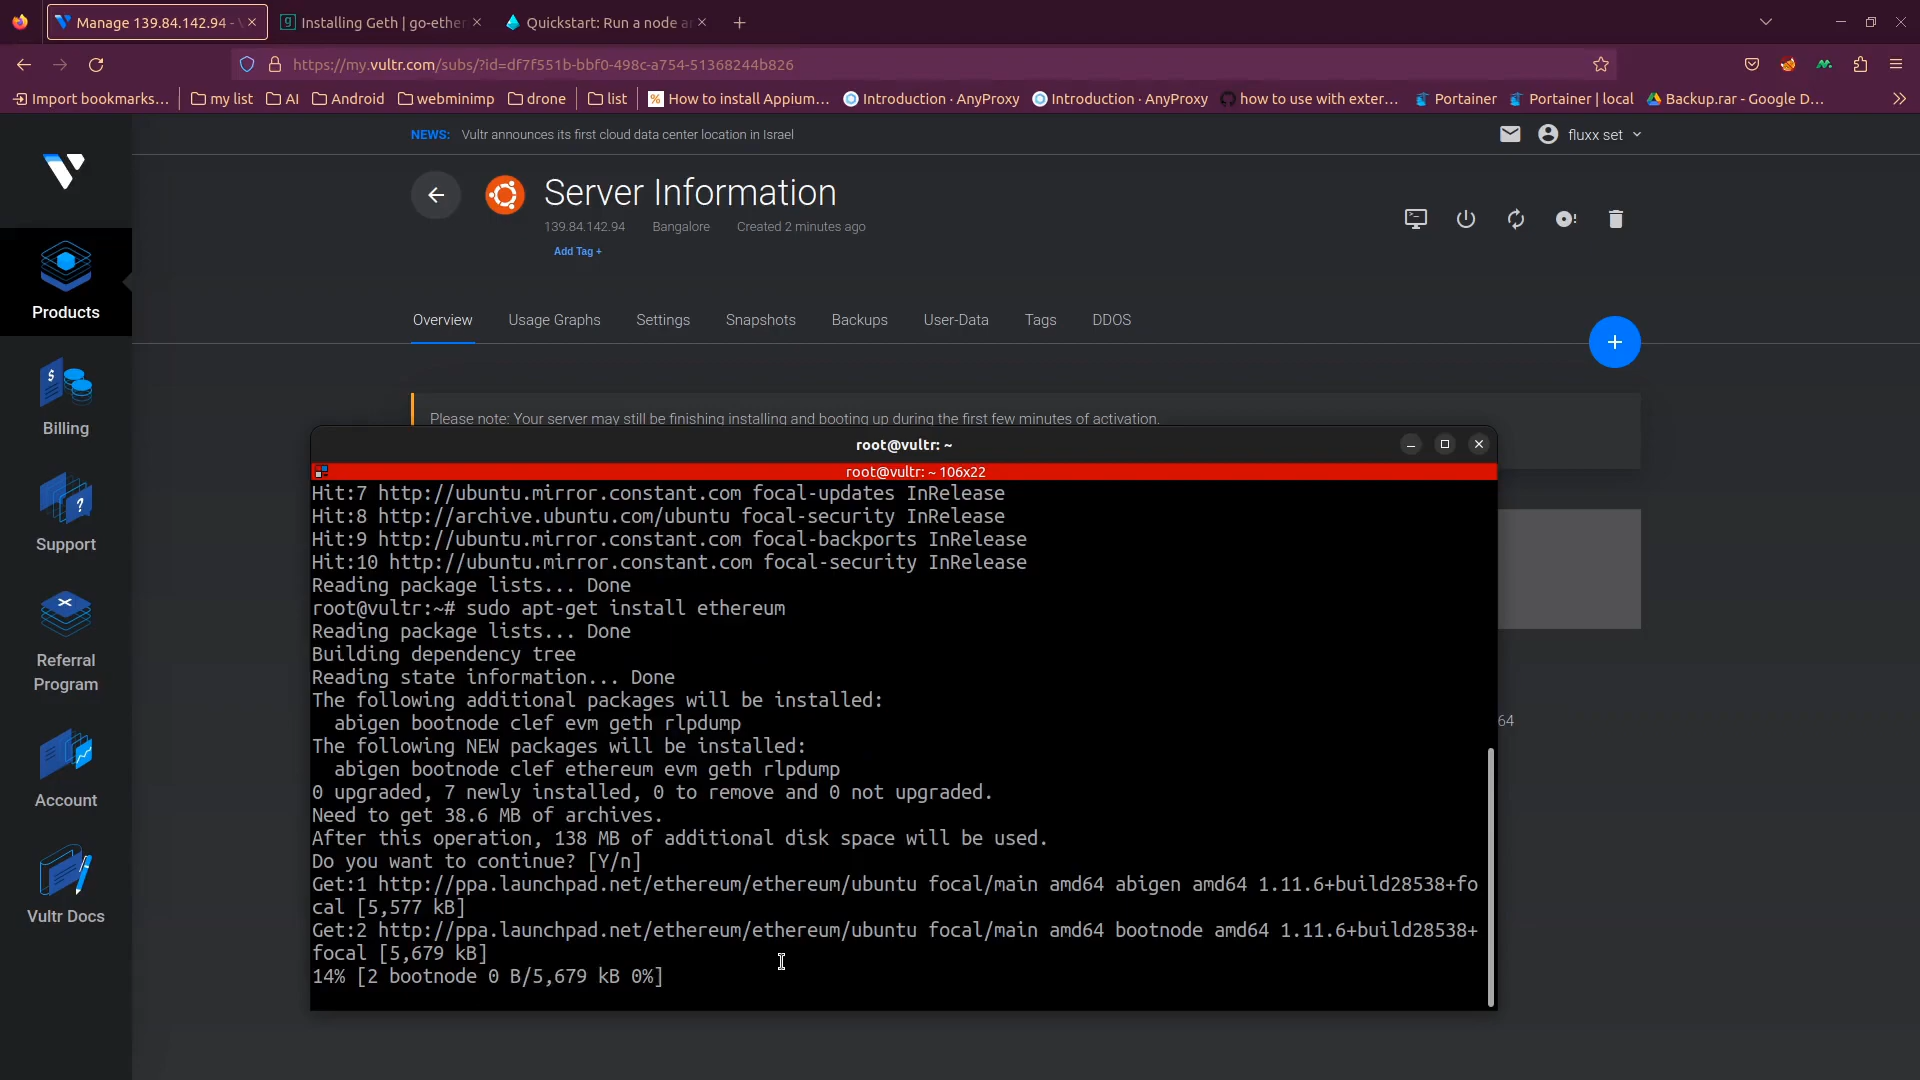 Manage 139.84.142.94 -
Installing Geth | go-ether
Quickstart: Run a node a
https://my.vultr.com/subs/?id=df7f551b-bbf0-498c-a754-51368244b826
Import bookmarks...
my list
AI
Android
webminimp
drone
list
How to install Appium...
Introduction · AnyProxy
Introduction · AnyProxy
how to use with exter...
Portainer
Portainer | local
Backup.rar - Google D...
NEWS: Vultr announces its first cloud data center location in Israel
fluxx set
Server Information
139.84.142.94 Bangalore Created 2 minutes ago
Add Tag +
Products
Billing
Support
Referral
Program
Account
Vultr Docs
Overview Usage Graphs Settings Snapshots Backups User-Data Tags DDOS
Please note: Your server may still be finishing installing and booting up during the first few minutes of activation.
64
root@vultr: ~
root@vultr: ~ 106x22
Hit:7 http://ubuntu.mirror.constant.com focal-updates InRelease
Hit:8 http://archive.ubuntu.com/ubuntu focal-security InRelease
Hit:9 http://ubuntu.mirror.constant.com focal-backports InRelease
Hit:10 http://ubuntu.mirror.constant.com focal-security InRelease
Reading package lists... Done
root@vultr:~# sudo apt-get install ethereum
Reading package lists... Done
Building dependency tree
Reading state information... Done
The following additional packages will be installed:
  abigen bootnode clef evm geth rlpdump
The following NEW packages will be installed:
  abigen bootnode clef ethereum evm geth rlpdump
0 upgraded, 7 newly installed, 0 to remove and 0 not upgraded.
Need to get 38.6 MB of archives.
After this operation, 138 MB of additional disk space will be used.
Do you want to continue? [Y/n]
Get:1 http://ppa.launchpad.net/ethereum/ethereum/ubuntu focal/main amd64 abigen amd64 1.11.6+build28538+fo
cal [5,577 kB]
Get:2 http://ppa.launchpad.net/ethereum/ethereum/ubuntu focal/main amd64 bootnode amd64 1.11.6+build28538+
focal [5,679 kB]
14% [2 bootnode 0 B/5,679 kB 0%]